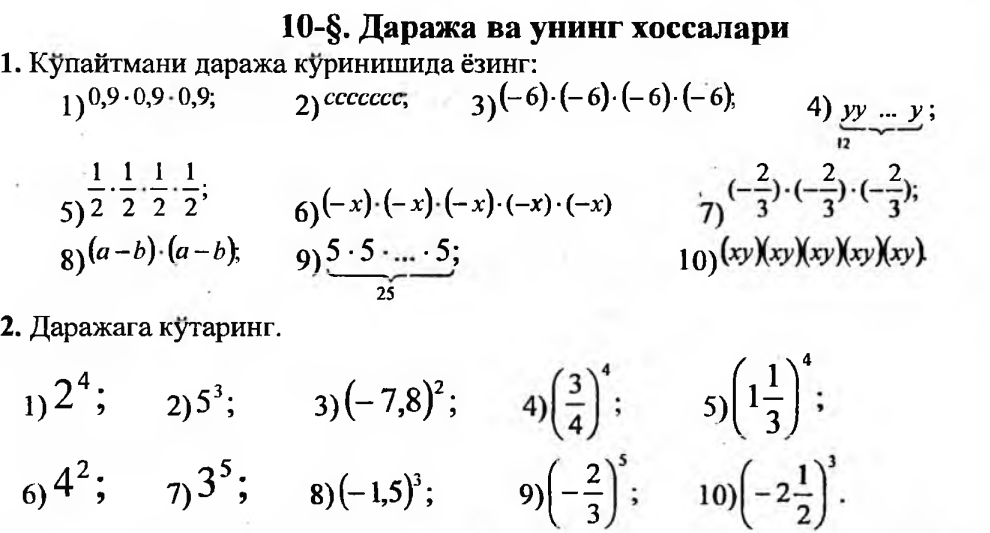 10-§. Даража ва унинг хоссалари
1. Кўпайтмани даража кўринишида ёзинг:
1) 0,9·0,9·0,9; 2) ccccccc; 3) (−6)·(−6)·(−6)·(−6); 4) yy ... y;
12
5) 1/2·1/2·1/2·1/2; 6) (−x)·(−x)·(−x)·(−x)·(−x) 7) (−2/3)·(−2/3)·(−2/3);
8) (a−b)·(a−b); 9) 5·5·...·5; 10) (xy)(xy)(xy)(xy)(xy).
25
2. Даражага кўтаринг.
1) 2⁴; 2) 5³; 3) (−7,8)²; 4) (3/4)⁴; 5) (1 1/3)⁴;
6) 4²; 7) 3⁵; 8) (−1,5)³; 9) (−2/3)⁵; 10) (−2 1/2)³.